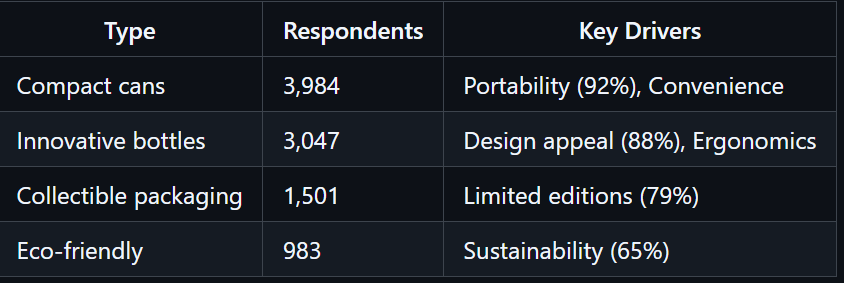 Type Respondents Key Drivers
Compact cans 3,984 Portability (92%), Convenience
Innovative bottles 3,047 Design appeal (88%), Ergonomics
Collectible packaging 1,501 Limited editions (79%)
Eco-friendly 983 Sustainability (65%)